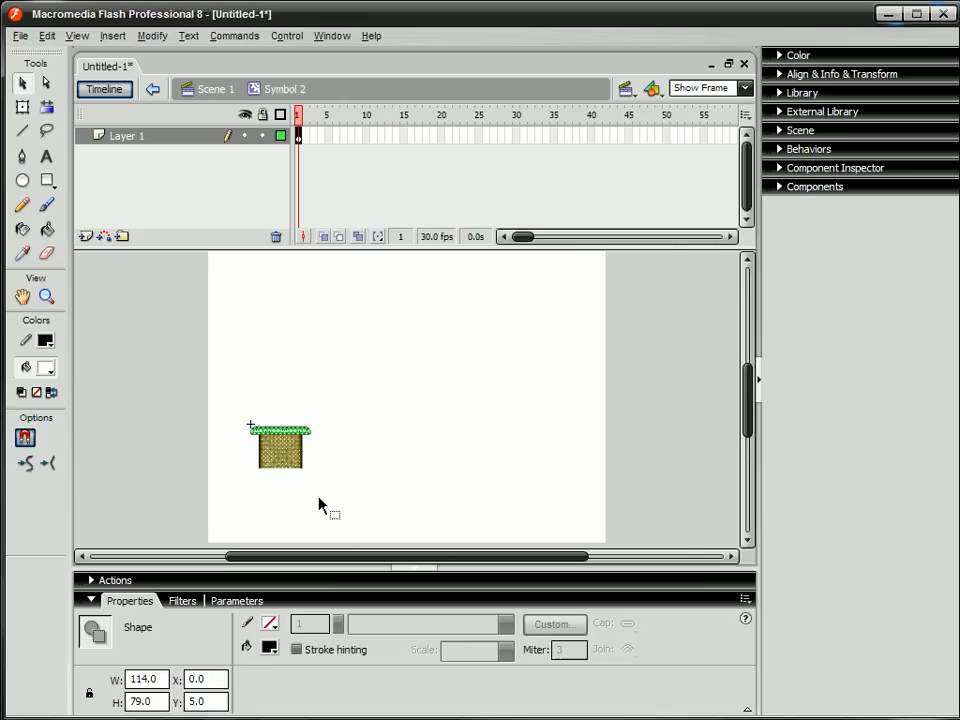 Macromedia Flash Professional 8 - [Untitled-1*]
File Edit View Insert Modify Text Commands Control Window Help
Tools
Untitled-1*
Timeline Scene 1 Symbol 2 Show Frame
1 5 10 15 20 25 30 35 40 45 50 55
Layer 1
1 30.0 fps 0.0s
View
Colors
Options
Color
Align & Info & Transform
Library
External Library
Scene
Behaviors
Component Inspector
Components
Actions
Properties Filters Parameters
Shape
1 Custom... Cap:
Stroke hinting Scale: Miter: 3 Join:
W: 114.0 X: 0.0
H: 79.0 Y: 5.0